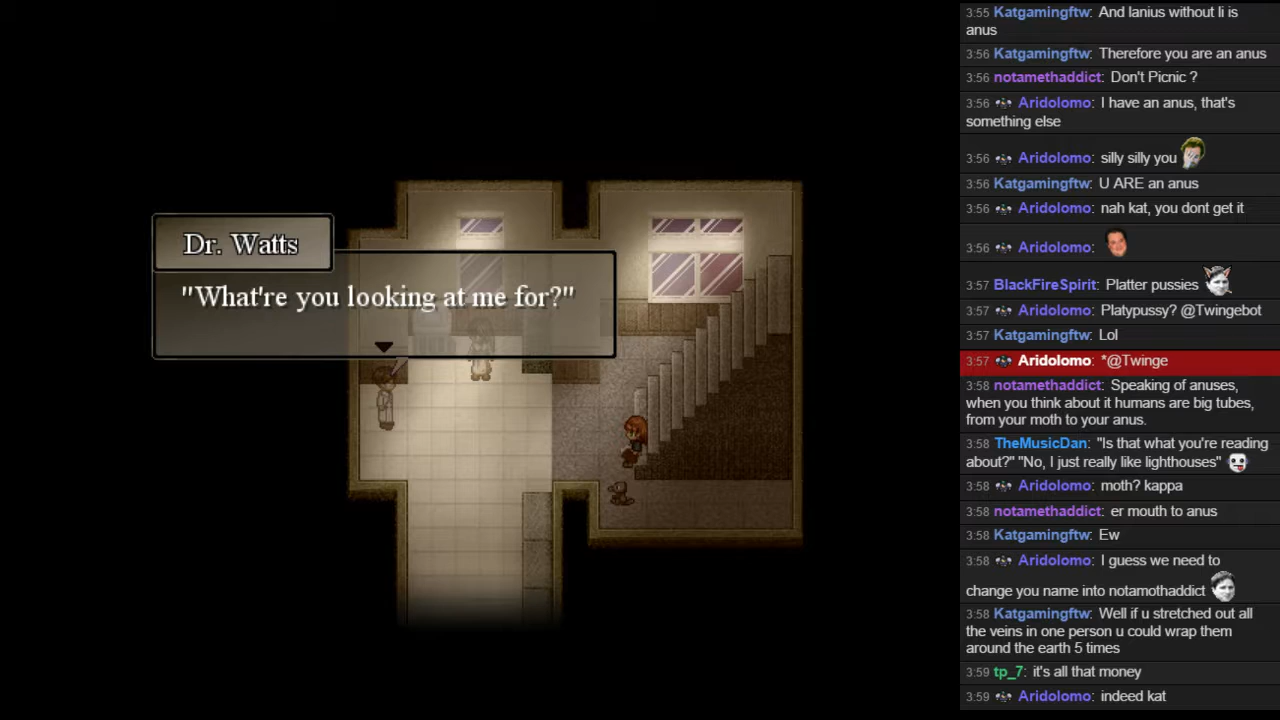 Dr. Watts
"What're you looking at me for?"
3:55 Katgamingftw: And lanius without li is
anus
3:56 Katgamingftw: Therefore you are an anus
3:56 notamethaddict: Don't Picnic ?
3:56 Aridolomo: I have an anus, that's
something else
3:56 Aridolomo: silly silly you
3:56 Katgamingftw: U ARE an anus
3:56 Aridolomo: nah kat, you dont get it
3:56 Aridolomo:
3:57 BlackFireSpirit: Platter pussies
3:57 Aridolomo: Platypussy? @Twingebot
3:57 Katgamingftw: Lol
3:57 Aridolomo: *@Twinge
3:58 notamethaddict: Speaking of anuses,
when you think about it humans are big tubes,
from your moth to your anus.
3:58 TheMusicDan: "Is that what you're reading
about?" "No, I just really like lighthouses"
3:58 Aridolomo: moth? kappa
3:58 notamethaddict: er mouth to anus
3:58 Katgamingftw: Ew
3:58 Aridolomo: I guess we need to
change you name into notamothaddict
3:58 Katgamingftw: Well if u stretched out all
the veins in one person u could wrap them
around the earth 5 times
3:59 tp_7: it's all that money
3:59 Aridolomo: indeed kat